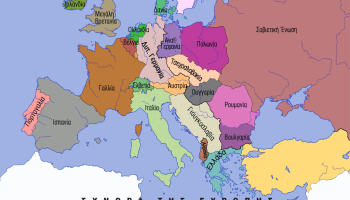 Ιρλανδία
Μεγάλη
Βρετανία
Δανία
Ολλανδία
Βέλγιο
Δυτ. Γερμανία
Ανατ.
Γερμανία
Πολωνία
Σοβιετική Ένωση
Τσεχοσλοβακία
Γαλλία
Ελβετία
Αυστρία
Ουγγαρία
Ρουμανία
Πορτογαλία
Ισπανία
Ιταλία
Γιουγκοσλαβία
Βουλγαρία
Ελλάδα